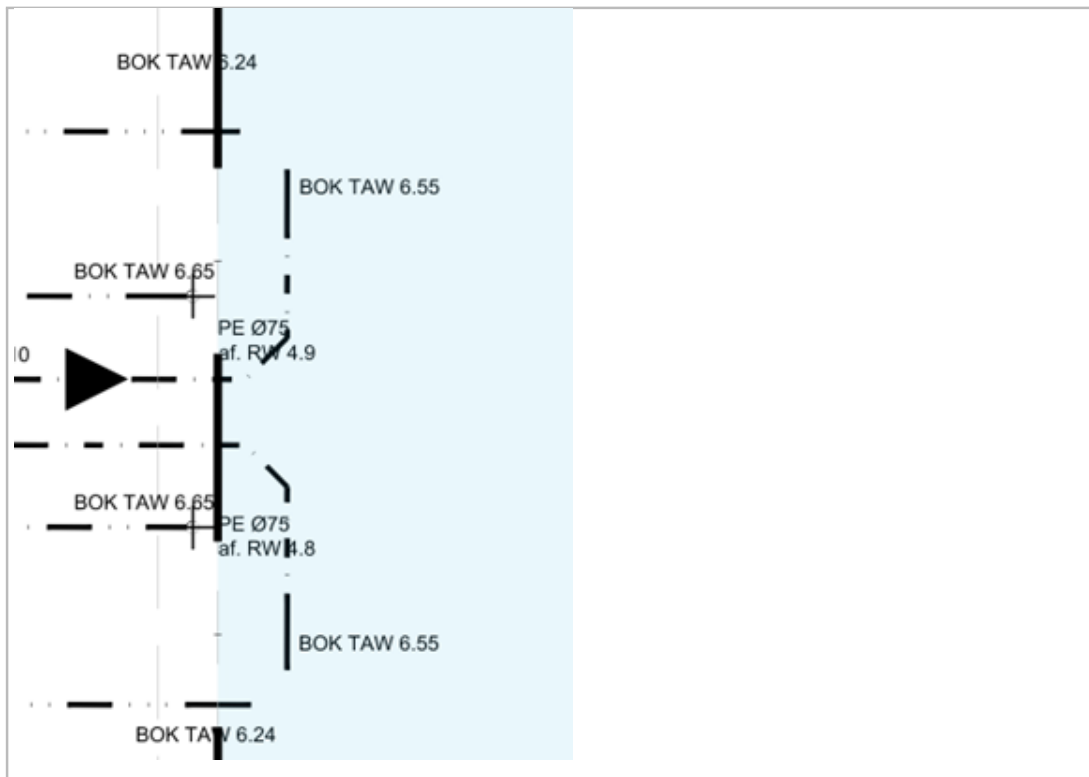 BOK TAW 6.24
BOK TAW 6.55
BOK TAW 6.65
PE Ø75
af. RW 4.9
BOK TAW 6.65
PE Ø75
af. RW 4.8
BOK TAW 6.55
BOK TAW 6.24